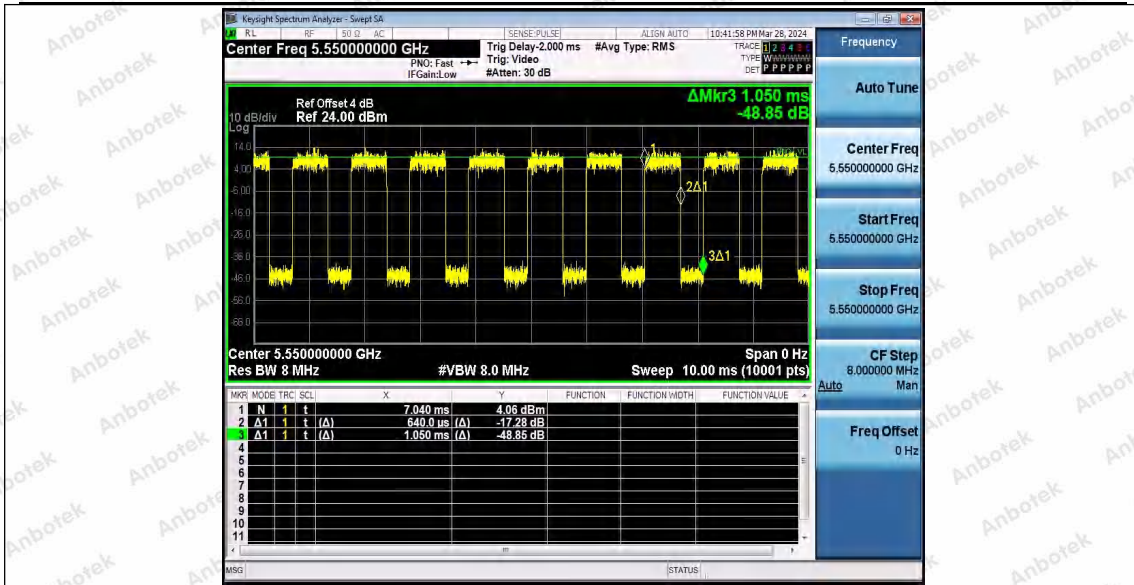 Keysight Spectrum Analyzer - Swept SA
RL RF 50 Ω AC SENSE:PULSE ALIGN AUTO 10:41:58 PM Mar 28, 2024
Center Freq 5.550000000 GHz
PNO: Fast
IFGain:Low
Trig Delay-2.000 ms
Trig: Video
#Atten: 30 dB
#Avg Type: RMS
TRACE 1 2 3 4 5 6
TYPE WWWWWW
DET P P P P P P
ΔMkr3 1.050 ms
-48.85 dB
Ref Offset 4 dB
10 dB/div Ref 24.00 dBm
Log
14.0
4.00
-6.00
-16.0
-26.0
-36.0
-46.0
-56.0
-66.0
1
2Δ1
3Δ1
Center 5.550000000 GHz Span 0 Hz
Res BW 8 MHz #VBW 8.0 MHz Sweep 10.00 ms (10001 pts)
MKR MODE TRC SCL X Y FUNCTION FUNCTION WIDTH FUNCTION VALUE
1 N 1 t 7.040 ms 4.06 dBm
2 Δ1 1 t (Δ) 640.0 us (Δ) -17.28 dB
3 Δ1 1 t (Δ) 1.050 ms (Δ) -48.85 dB
4
5
6
7
8
9
10
11
MSG STATUS
Frequency
Auto Tune
Center Freq
5.550000000 GHz
Start Freq
5.550000000 GHz
Stop Freq
5.550000000 GHz
CF Step
8.000000 MHz
Auto Man
Freq Offset
0 Hz
Anbotek